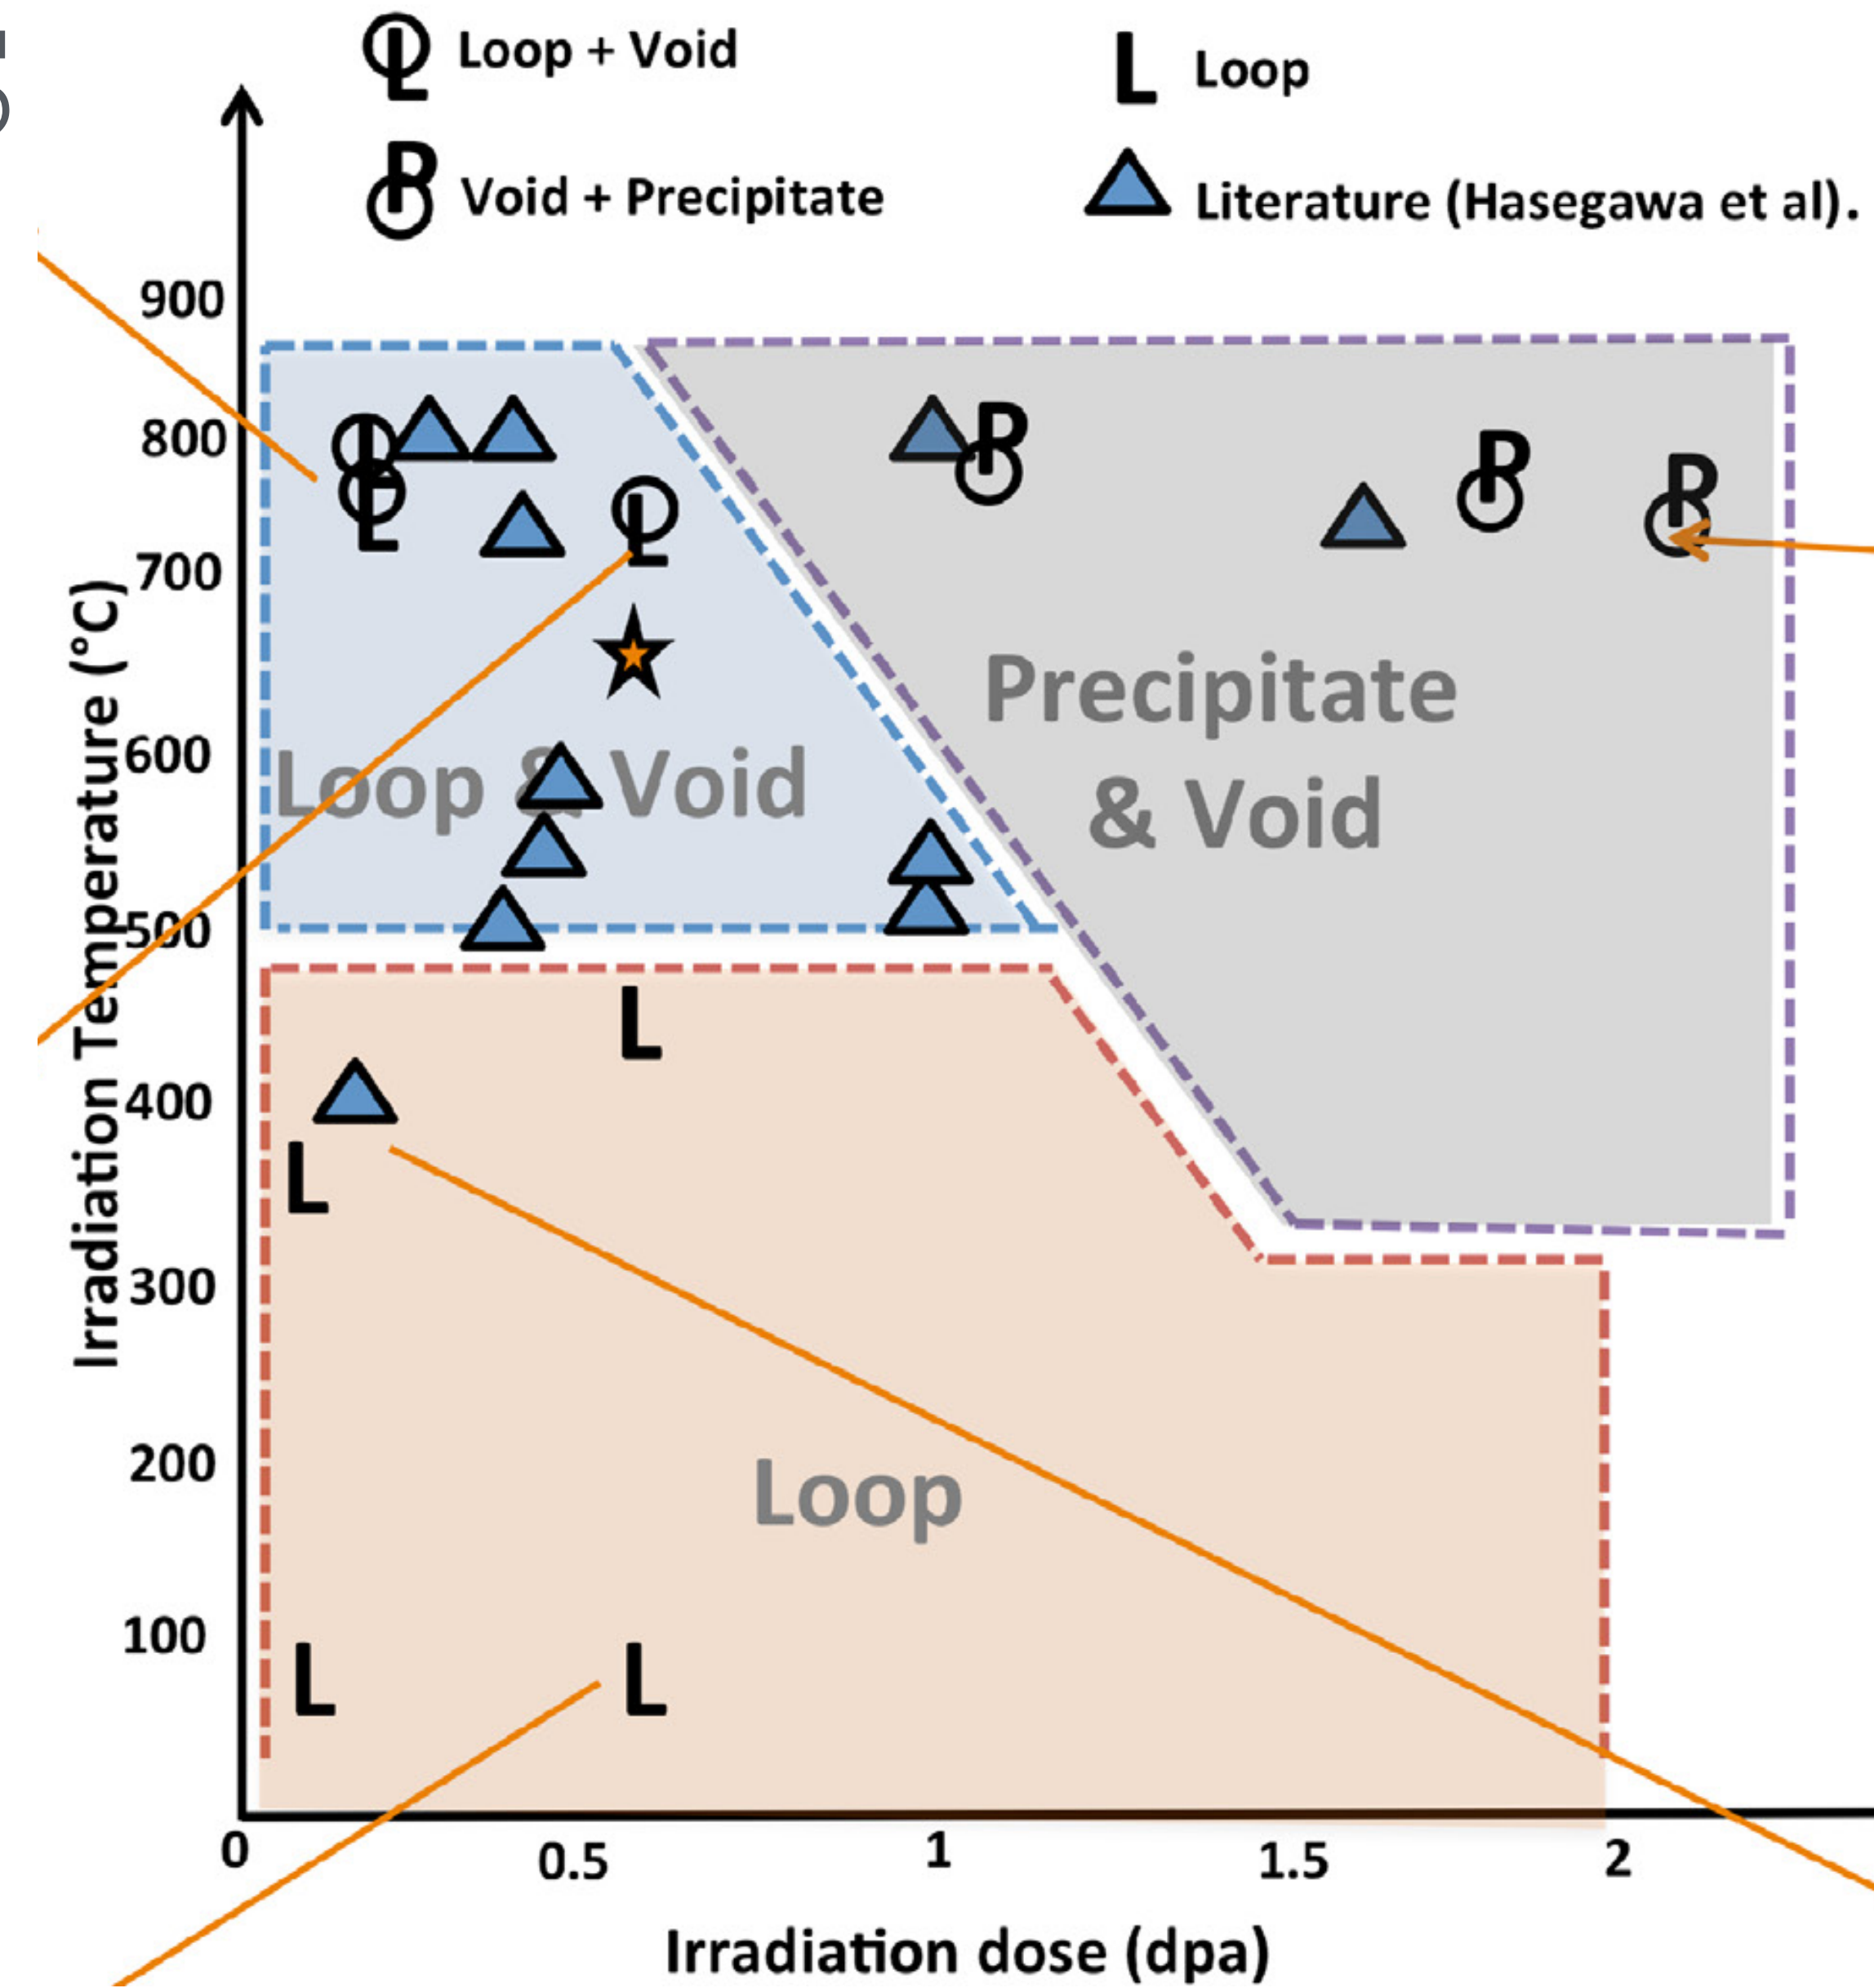 Loop + Void
L Loop
Void + Precipitate
Literature (Hasegawa et al).
900
800
700
600
500
400
300
200
100
Irradiation Temperature (°C)
L
L
P
P
P
L
Precipitate
& Void
Loop & Void
L
L
Loop
L
L
0
0.5
1
1.5
2
Irradiation dose (dpa)